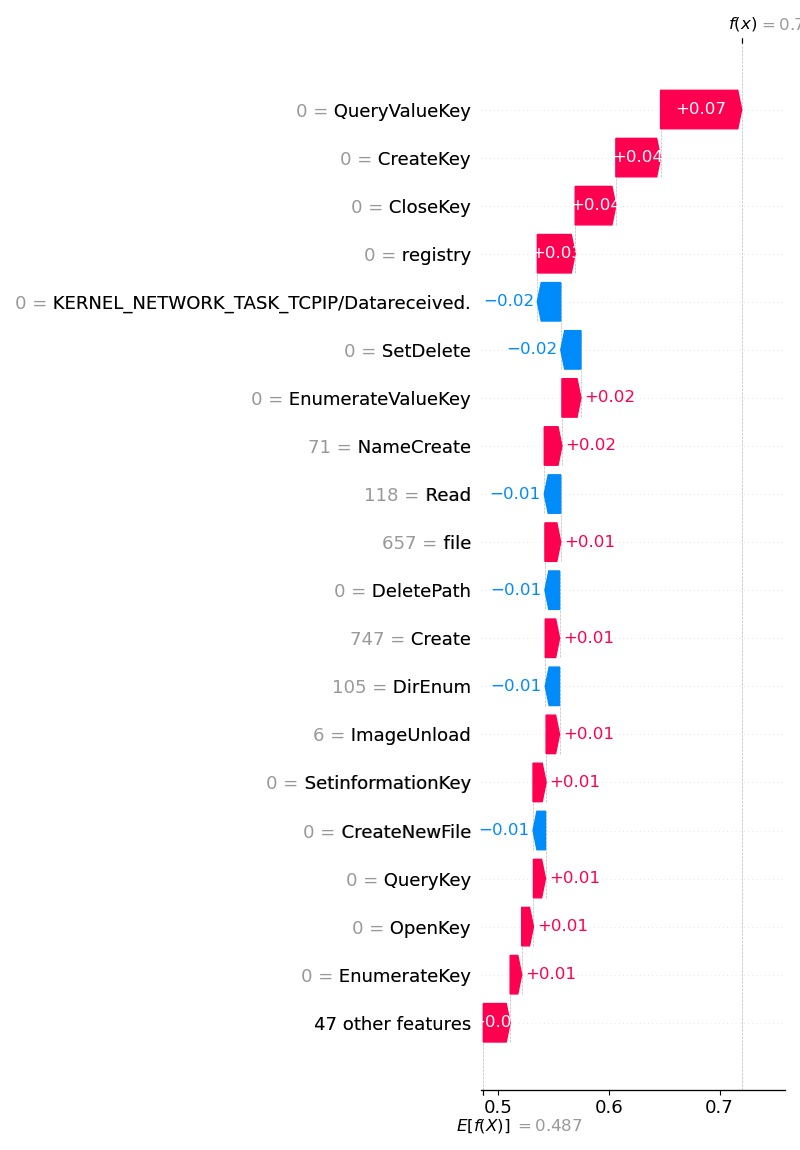 f(x) = 0.7
0 = QueryValueKey +0.07
0 = CreateKey +0.04
0 = CloseKey +0.04
0 = registry +0.03
0 = KERNEL_NETWORK_TASK_TCPIP/Datareceived. −0.02
0 = SetDelete −0.02
0 = EnumerateValueKey +0.02
71 = NameCreate +0.02
118 = Read −0.01
657 = file +0.01
0 = DeletePath −0.01
747 = Create +0.01
105 = DirEnum −0.01
6 = ImageUnload +0.01
0 = SetinformationKey +0.01
0 = CreateNewFile −0.01
0 = QueryKey +0.01
0 = OpenKey +0.01
0 = EnumerateKey +0.01
47 other features
0.5 0.6 0.7
E[f(X)] = 0.487